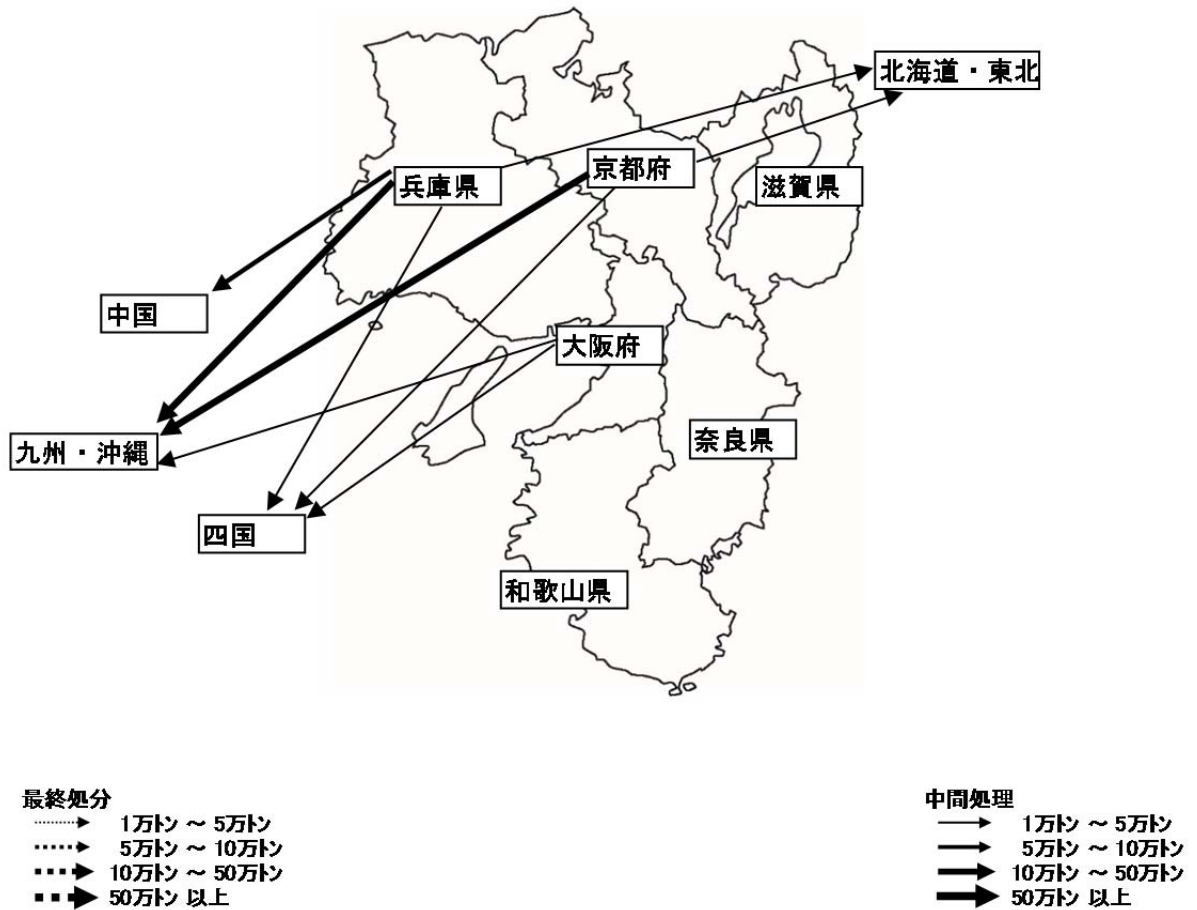 北海道・東北
京都府
兵庫県
滋賀県
中国
大阪府
奈良県
九州・沖縄
四国
和歌山県
最終処分
1万トン ～ 5万トン
5万トン ～ 10万トン
10万トン ～ 50万トン
50万トン 以上
中間処理
1万トン ～ 5万トン
5万トン ～ 10万トン
10万トン ～ 50万トン
50万トン 以上